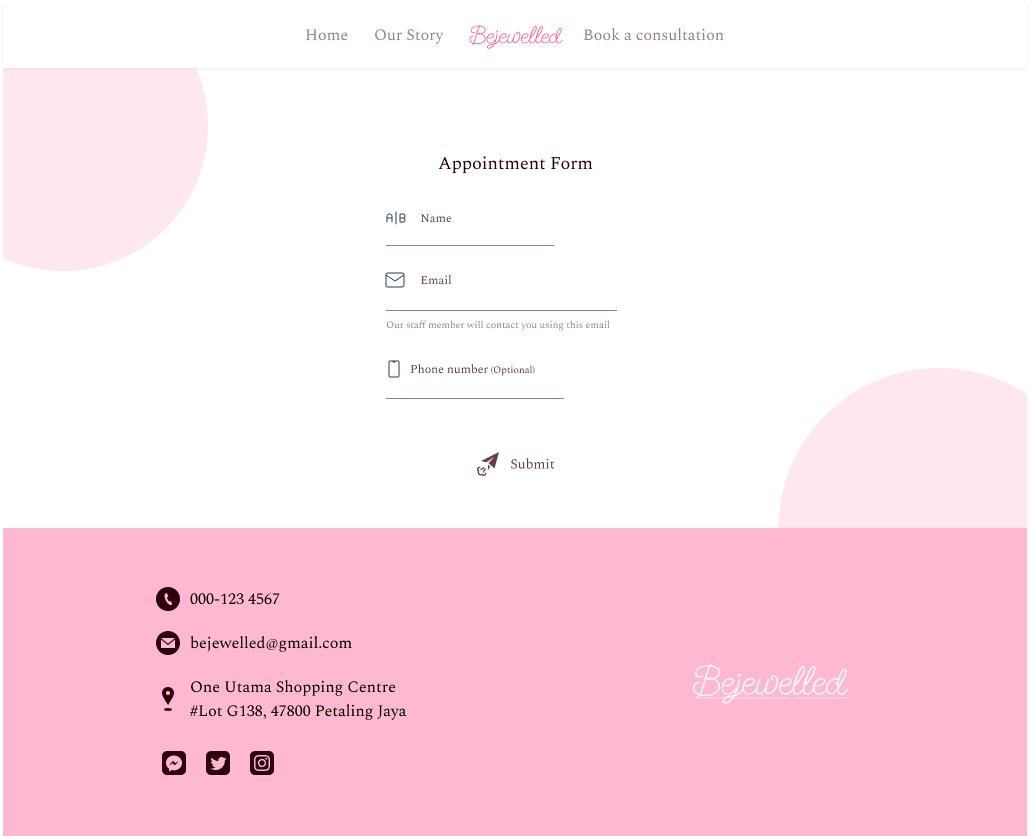 Home
Our Story
Bejewelled
Book a consultation
Appointment Form
A|B
Name
Email
Our staff member will contact you using this email
Phone number (Optional)
Submit
000-123 4567
bejewelled@gmail.com
One Utama Shopping Centre
#Lot G138, 47800 Petaling Jaya
Bejewelled